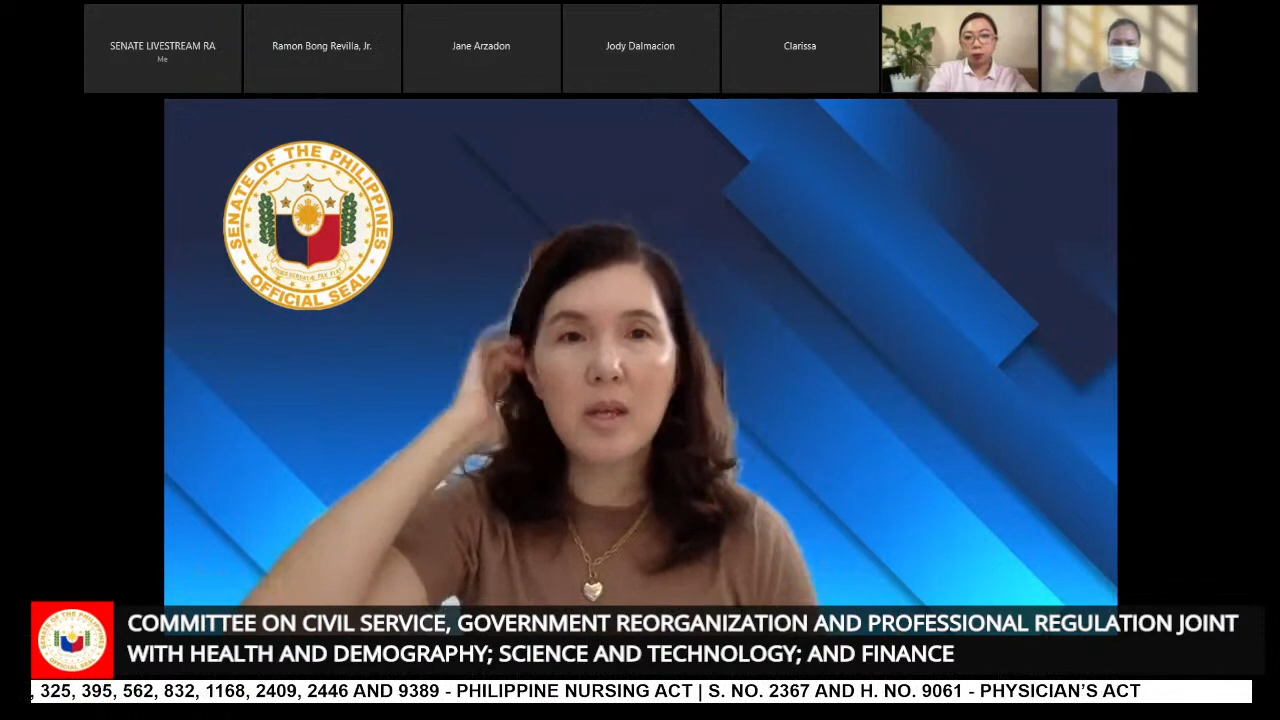 SENATE LIVESTREAM RA
Me
Ramon Bong Revilla, Jr.
Jane Arzadon
Jody Dalmacion
Clarissa
SENATE OF THE PHILIPPINES
OFFICIAL SEAL
COMMITTEE ON CIVIL SERVICE, GOVERNMENT REORGANIZATION AND PROFESSIONAL REGULATION JOINT
WITH HEALTH AND DEMOGRAPHY; SCIENCE AND TECHNOLOGY; AND FINANCE
, 325, 395, 562, 832, 1168, 2409, 2446 AND 9389 - PHILIPPINE NURSING ACT | S. NO. 2367 AND H. NO. 9061 - PHYSICIAN'S ACT